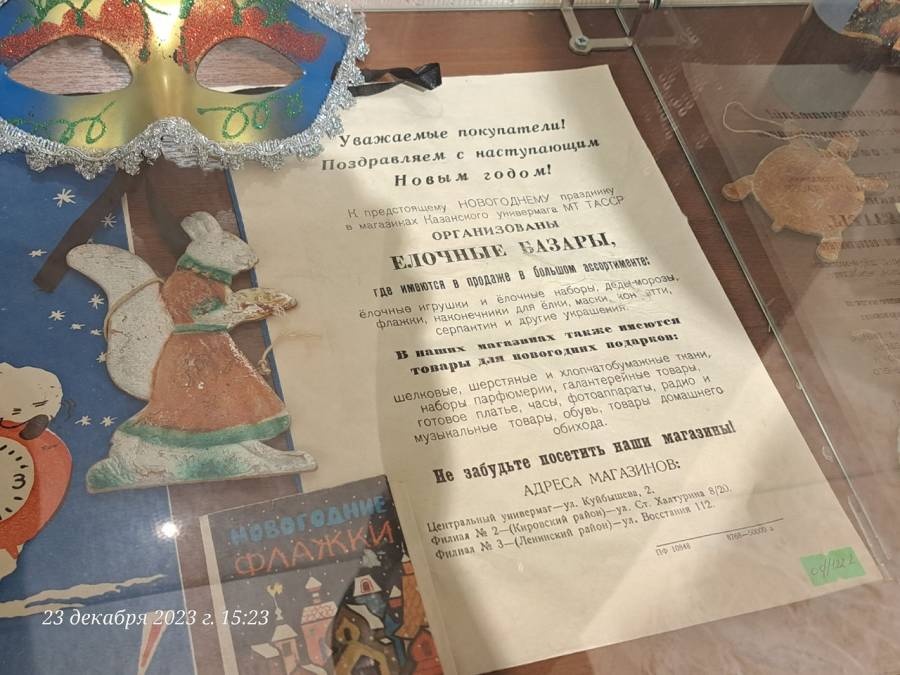 Уважаемые покупатели!
Поздравляем с наступающим
Новым годом!
К предстоящему НОВОГОДНЕМУ празднику
в магазинах Казанского универмага МТ ТАССР
ОРГАНИЗОВАНЫ
ЕЛОЧНЫЕ БАЗАРЫ,
где имеются в продаже в большом ассортименте:
ёлочные игрушки и ёлочные наборы, деды-морозы,
флажки, наконечники для ёлки, маски,
серпантин и другие украшения.
В наших магазинах также имеются
товары для новогодних подарков:
шелковые, шерстяные и хлопчатобумажные ткани,
наборы парфюмерии, галантерейные товары,
готовое платье, часы, фотоаппараты, радио и
музыкальные товары, обувь, товары домашнего
обихода.
Не забудьте посетить наши магазины!
АДРЕСА МАГАЗИНОВ:
Центральный универмаг—ул. Куйбышева, 2.
Филиал № 2—(Кировский район)—ул. Ст. Халтурина 8/20.
Филиал № 3—(Ленинский район)—ул. Восстания 112.
ПФ 10848 8768—50000 э
НОВОГОДНИЕ
ФЛАЖКИ
3
23 декабря 2023 г. 15:23